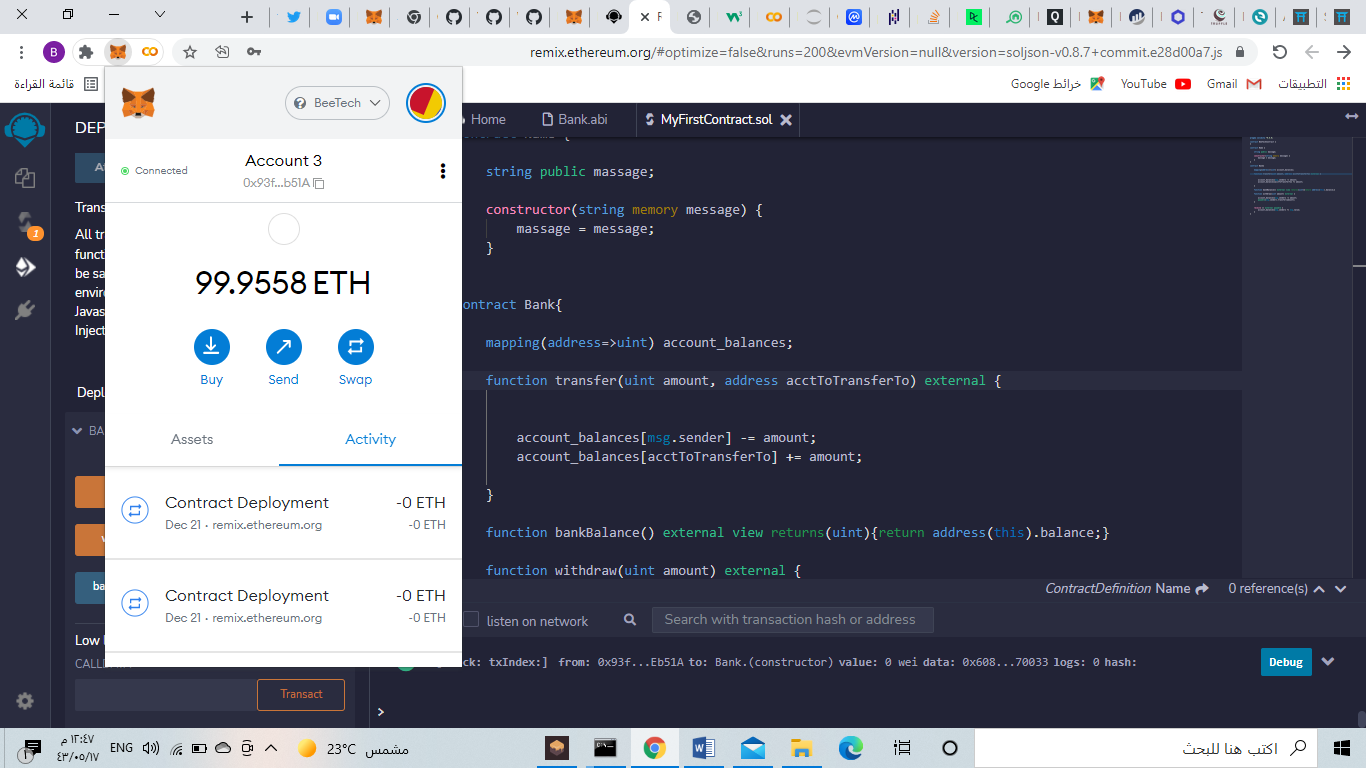 remix.ethereum.org/#optimize=false&runs=200&evmVersion=null&version=soljson-v0.8.7+commit.e28d00a7.js
B
قائمة القراءة
خرائط Google
YouTube
Gmail
التطبيقات
BeeTech
Connected
Account 3
0x93f...b51A
99.9558 ETH
Buy
Send
Swap
Assets
Activity
Contract Deployment
-0 ETH
Dec 21 · remix.ethereum.org
-0 ETH
Contract Deployment
-0 ETH
Dec 21 · remix.ethereum.org
-0 ETH
DEP
At
Trans
All tr
funct
be sa
envir
Javas
Inject
1
Depl
BA
ba
CALL
Transact
Home
Bank.abi
MyFirstContract.sol
string public massage;
constructor(string memory message) {
massage = message;
}
ontract Bank{
mapping(address=>uint) account_balances;
function transfer(uint amount, address acctToTransferTo) external {
account_balances[msg.sender] -= amount;
account_balances[acctToTransferTo] += amount;
}
function bankBalance() external view returns(uint){return address(this).balance;}
function withdraw(uint amount) external {
ContractDefinition Name
0 reference(s)
listen on network
Search with transaction hash or address
ck: txIndex:] from: 0x93f...Eb51A to: Bank.(constructor) value: 0 wei data: 0x608...70033 logs: 0 hash:
Debug
>
١٢:٤٧ م
٤٣/٠٥/١٧
1
ENG
23°C
مشمس
اكتب هنا للبحث